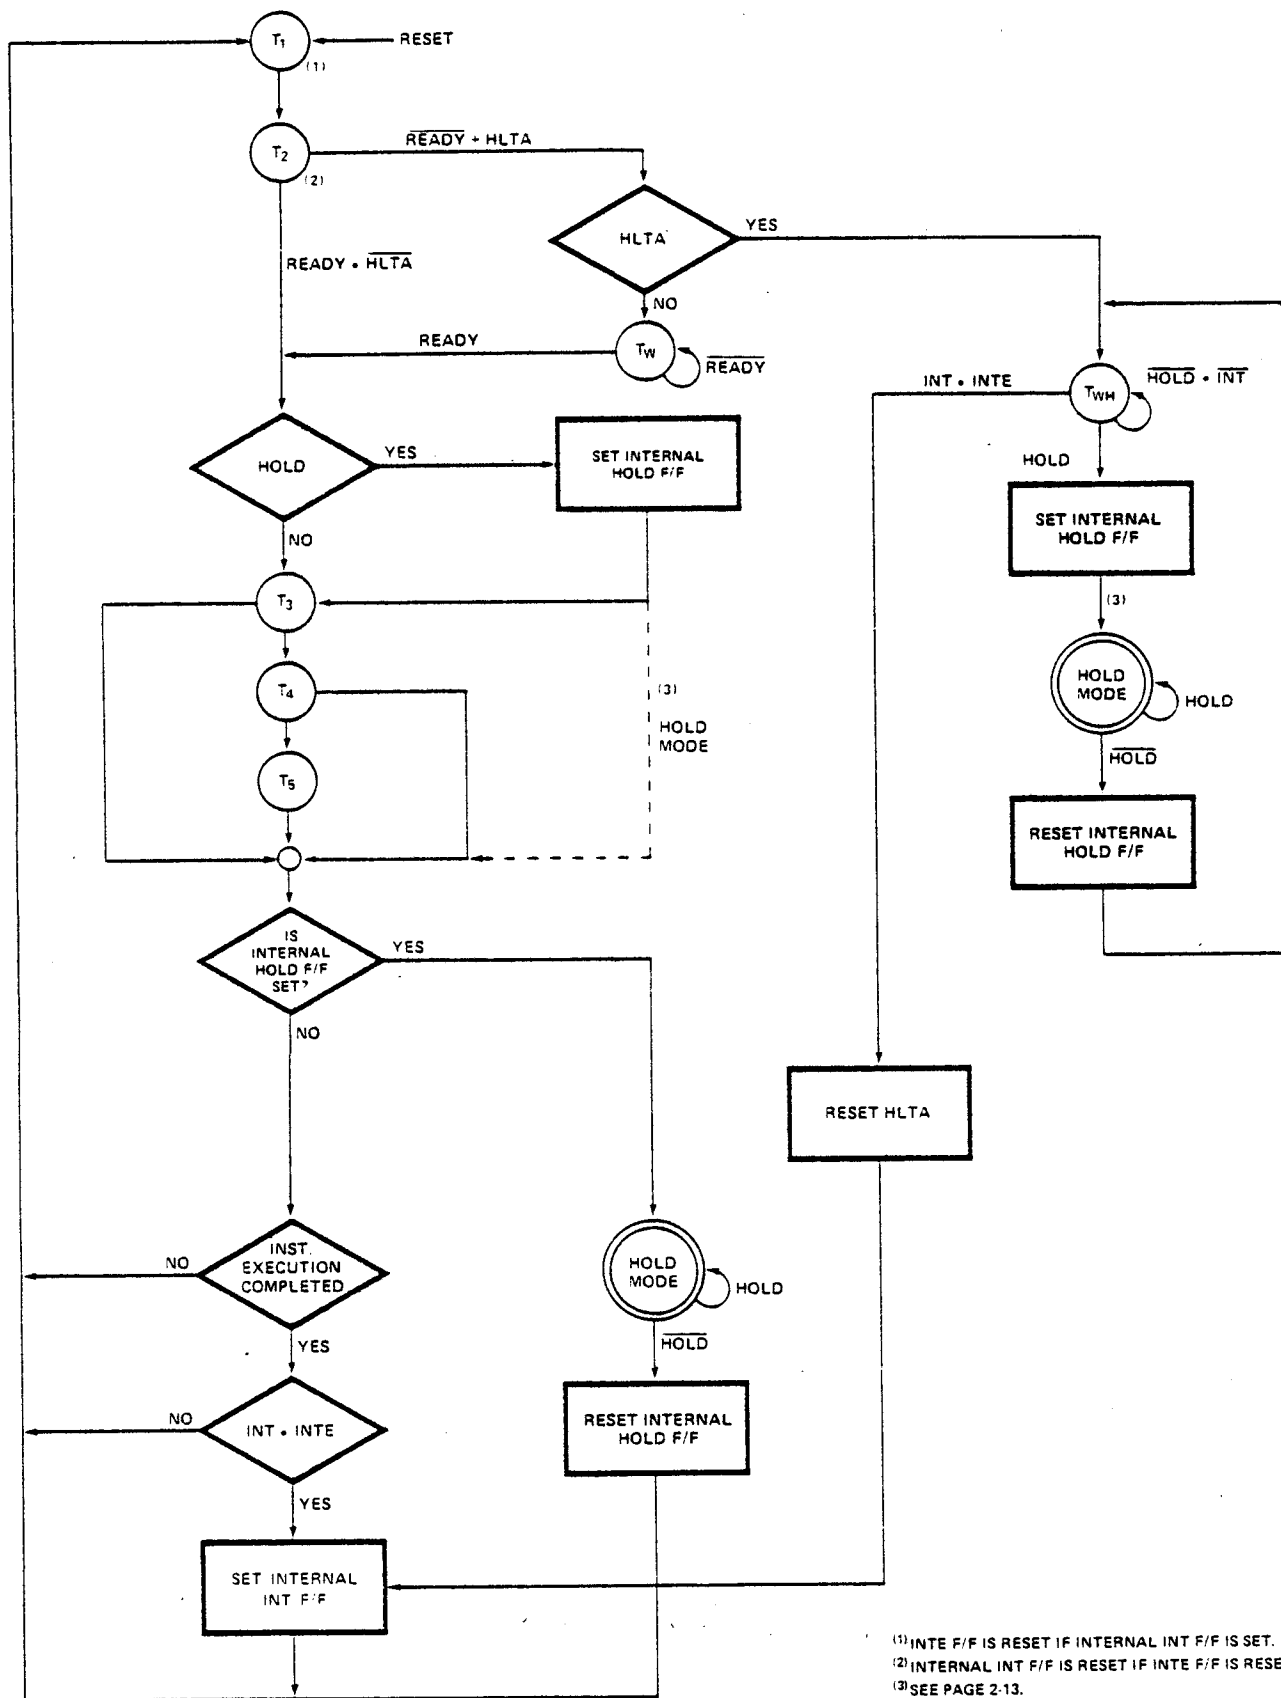 T1
RESET
(1)
T2
(2)
READY + HLTA
HLTA
YES
READY • HLTA
NO
READY
TW
READY
INT • INTE
TWH
HOLD • INT
HOLD
YES
SET INTERNAL
HOLD F/F
HOLD
SET INTERNAL
HOLD F/F
NO
T3
(3)
T4
(3)
HOLD
MODE
HOLD
MODE
HOLD
HOLD
T5
RESET INTERNAL
HOLD F/F
IS
INTERNAL
HOLD F/F
SET?
YES
NO
RESET HLTA
NO
INST.
EXECUTION
COMPLETED
HOLD
MODE
HOLD
YES
HOLD
NO
INT • INTE
RESET INTERNAL
HOLD F/F
YES
SET INTERNAL
INT F/F
(1) INTE F/F IS RESET IF INTERNAL INT F/F IS SET.
(2) INTERNAL INT F/F IS RESET IF INTE F/F IS RESE
(3) SEE PAGE 2-13.